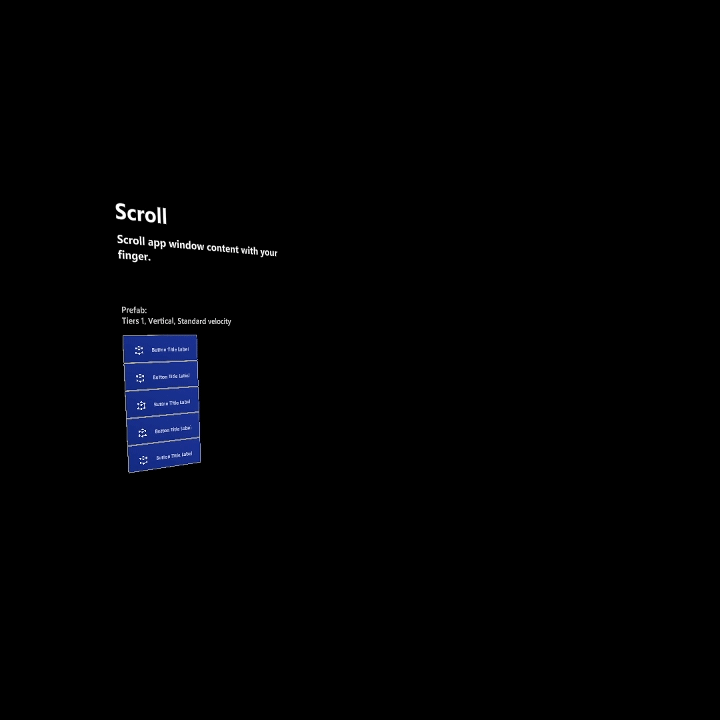 Scroll
Scroll app window content with your
finger.
Prefab:
Tiers 1, Vertical, Standard velocity
Button Title Label
Button Title Label
Button Title Label
Button Title Label
Button Title Label